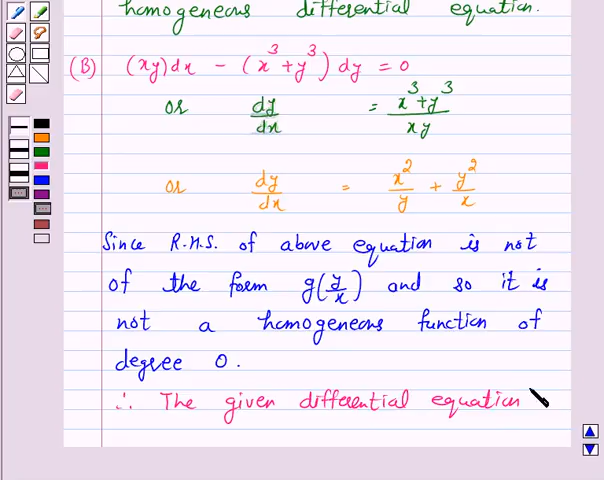 homogeneous differential equation.
(B) (xy)dx - (x³+y³) dy = 0
or dy/dx = x³+y³/xy
or dy/dx = x²/y + y²/x
Since R.H.S. of above equation is not
of the form g(y/x) and so it is
not a homogeneous function of
degree 0.
∴ The given differential equation